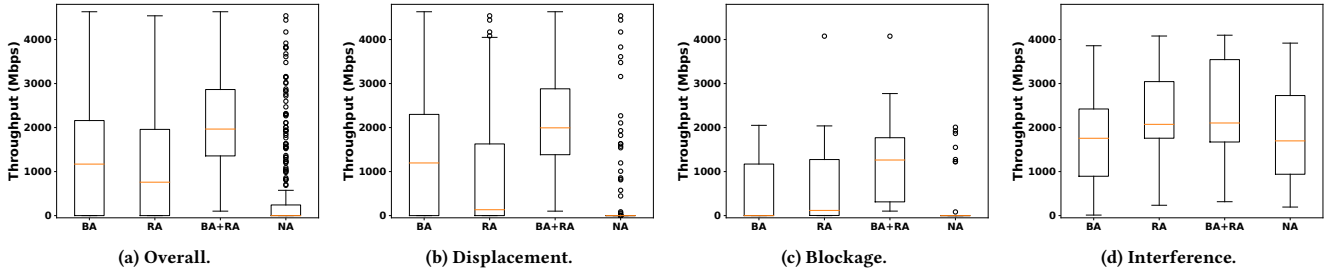 Throughput (Mbps)
4000
3000
2000
1000
0
BA RA BA+RA NA
(a) Overall.
Throughput (Mbps)
4000
3000
2000
1000
0
BA RA BA+RA NA
(b) Displacement.
Throughput (Mbps)
4000
3000
2000
1000
0
BA RA BA+RA NA
(c) Blockage.
Throughput (Mbps)
4000
3000
2000
1000
0
BA RA BA+RA NA
(d) Interference.